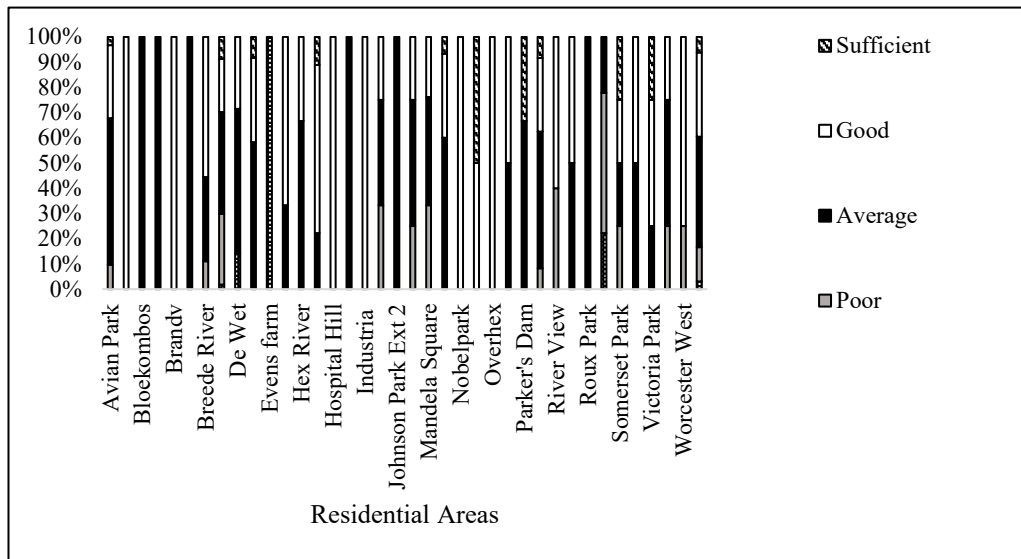 100%
90%
80%
70%
60%
50%
40%
30%
20%
10%
0%
Avian Park
Bloekombos
Brandv
Breede River
De Wet
Evens farm
Hex River
Hospital Hill
Industria
Johnson Park Ext 2
Mandela Square
Nobelpark
Overhex
Parker's Dam
River View
Roux Park
Somerset Park
Victoria Park
Worcester West
Residential Areas
Sufficient
Good
Average
Poor